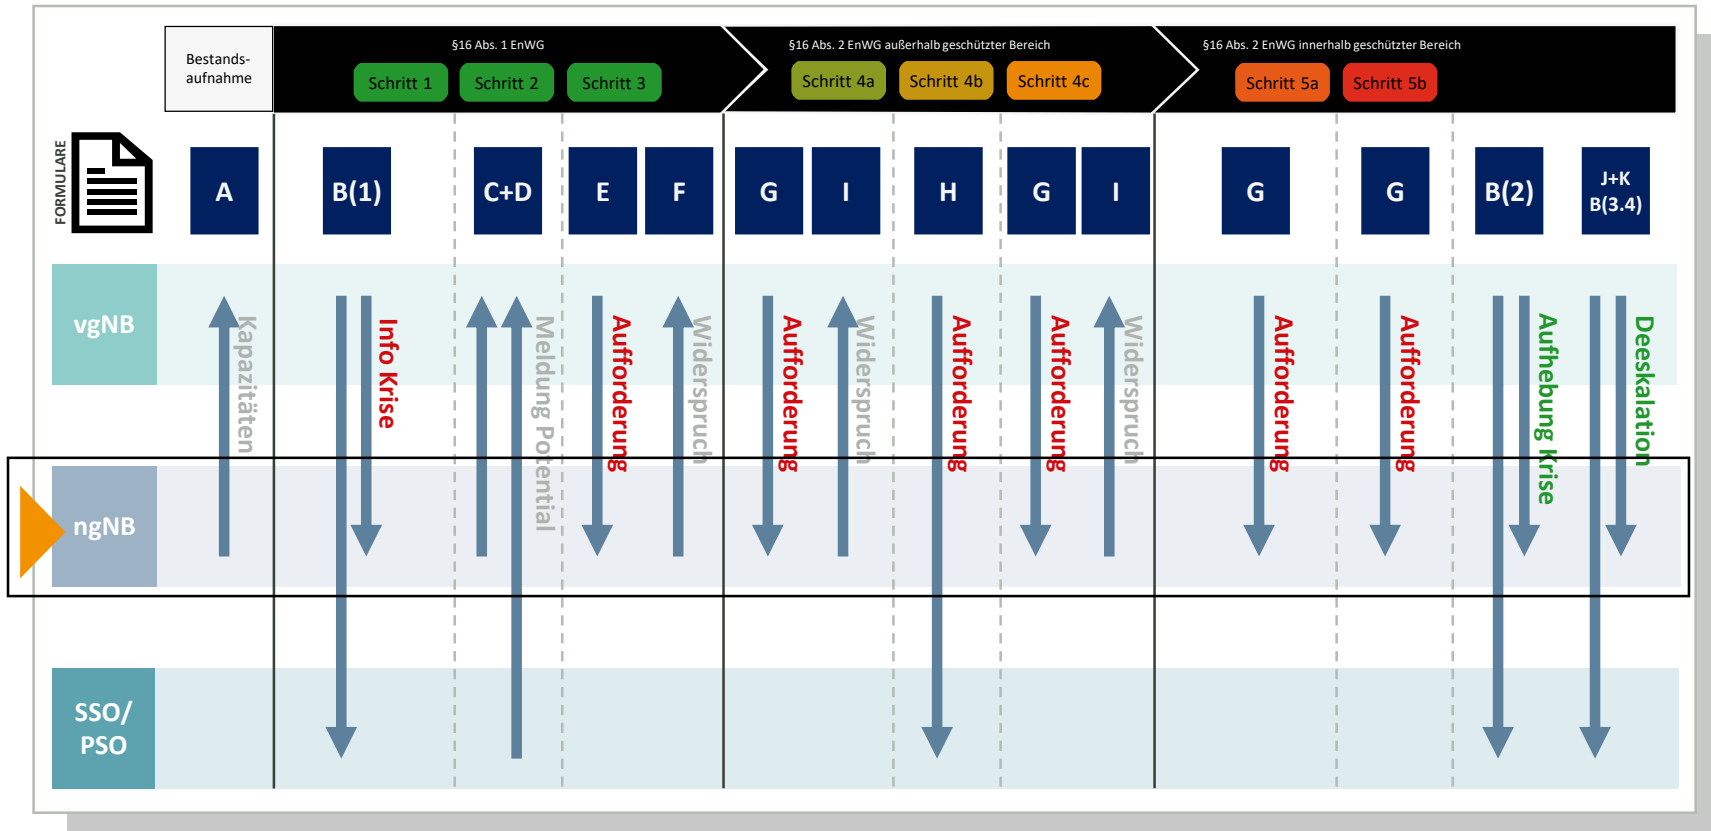 Bestands-
aufnahme
§16 Abs. 1 EnWG
Schritt 1
Schritt 2
Schritt 3
§16 Abs. 2 EnWG außerhalb geschützter Bereich
Schritt 4a
Schritt 4b
Schritt 4c
§16 Abs. 2 EnWG innerhalb geschützter Bereich
Schritt 5a
Schritt 5b
FORMULARE
A
B(1)
C+D
E
F
G
I
H
G
I
G
G
B(2)
J+K
B(3.4)
vgNB
Kapazitäten
Info Krise
Meldung Potential
Aufforderung
Widerspruch
Aufforderung
Widerspruch
Aufforderung
Aufforderung
Widerspruch
Aufforderung
Aufforderung
Aufhebung Krise
Deeskalation
ngNB
SSO/
PSO